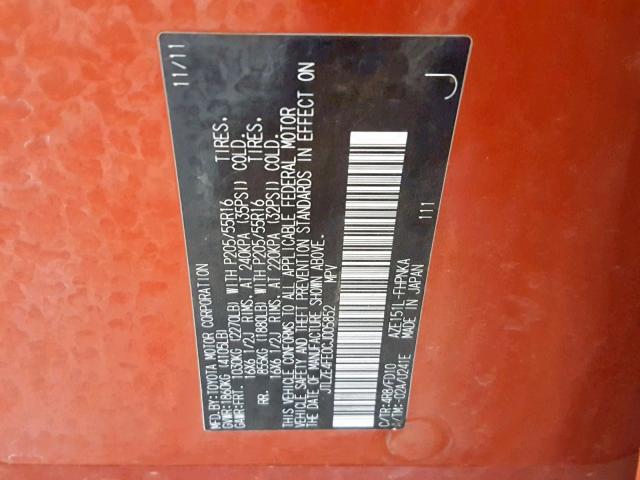 MFD.BY:TOYOTA MOTOR CORPORATION 11/11
GVWR:1860KG (4105LB)
GAWR:FRT. 1030KG (2270LB) WITH P205/55R16 TIRES.
16X6 1/2J RIMS. AT 240KPA (35PSI) COLD.
RR. 855KG (1880LB) WITH P205/55R16 TIRES.
16X6 1/2J RIMS. AT 220KPA (32PSI) COLD.
THIS VEHICLE CONFORMS TO ALL APPLICABLE FEDERAL MOTOR
VEHICLE SAFETY AND THEFT PREVENTION STANDARDS IN EFFECT ON
THE DATE OF MANUFACTURE SHOWN ABOVE.
JTLZE4FE0CJ005852 MPV
111 J
C/TR:4R8/FD10 AZE151L-FHPNKA
A/TM:-02A/U241E MADE IN JAPAN